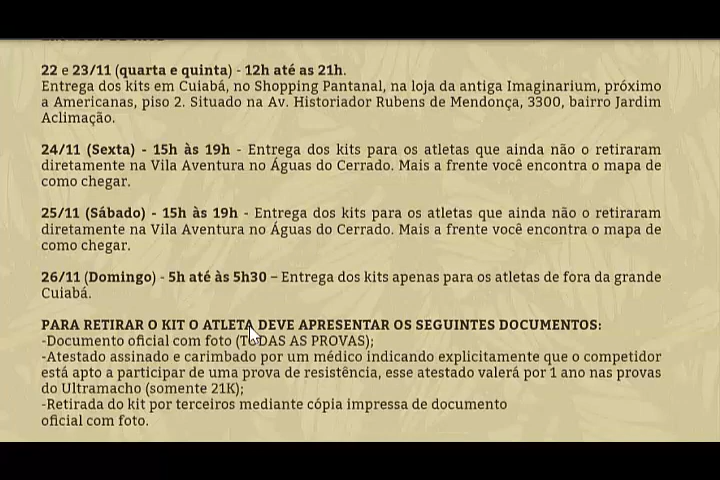 22 e 23/11 (quarta e quinta) - 12h até as 21h.
Entrega dos kits em Cuiabá, no Shopping Pantanal, na loja da antiga Imaginarium, próximo
a Americanas, piso 2. Situado na Av. Historiador Rubens de Mendonça, 3300, bairro Jardim
Aclimação.
24/11 (Sexta) - 15h às 19h - Entrega dos kits para os atletas que ainda não o retiraram
diretamente na Vila Aventura no Águas do Cerrado. Mais a frente você encontra o mapa de
como chegar.
25/11 (Sábado) - 15h às 19h - Entrega dos kits para os atletas que ainda não o retiraram
diretamente na Vila Aventura no Águas do Cerrado. Mais a frente você encontra o mapa de
como chegar.
26/11 (Domingo) - 5h até às 5h30 – Entrega dos kits apenas para os atletas de fora da grande
Cuiabá.
PARA RETIRAR O KIT O ATLETA DEVE APRESENTAR OS SEGUINTES DOCUMENTOS:
-Documento oficial com foto (TODAS AS PROVAS);
-Atestado assinado e carimbado por um médico indicando explicitamente que o competidor
está apto a participar de uma prova de resistência, esse atestado valerá por 1 ano nas provas
do Ultramacho (somente 21K);
-Retirada do kit por terceiros mediante cópia impressa de documento
oficial com foto.